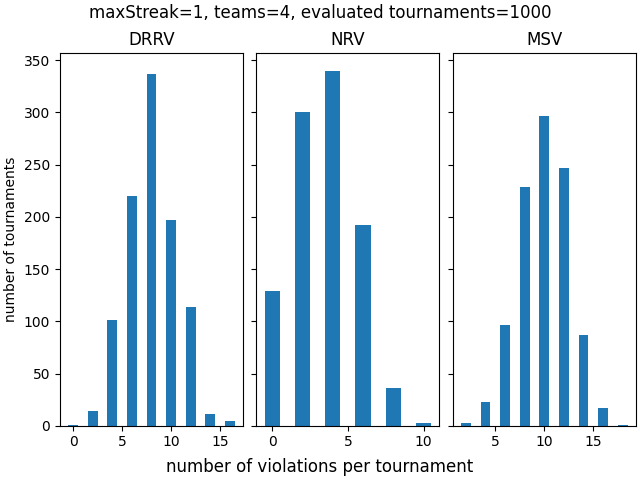 maxStreak=1, teams=4, evaluated tournaments=1000
DRRV NRV MSV
number of tournaments
350
300
250
200
150
100
50
0
0 5 10 15 0 5 10 5 10 15
number of violations per tournament